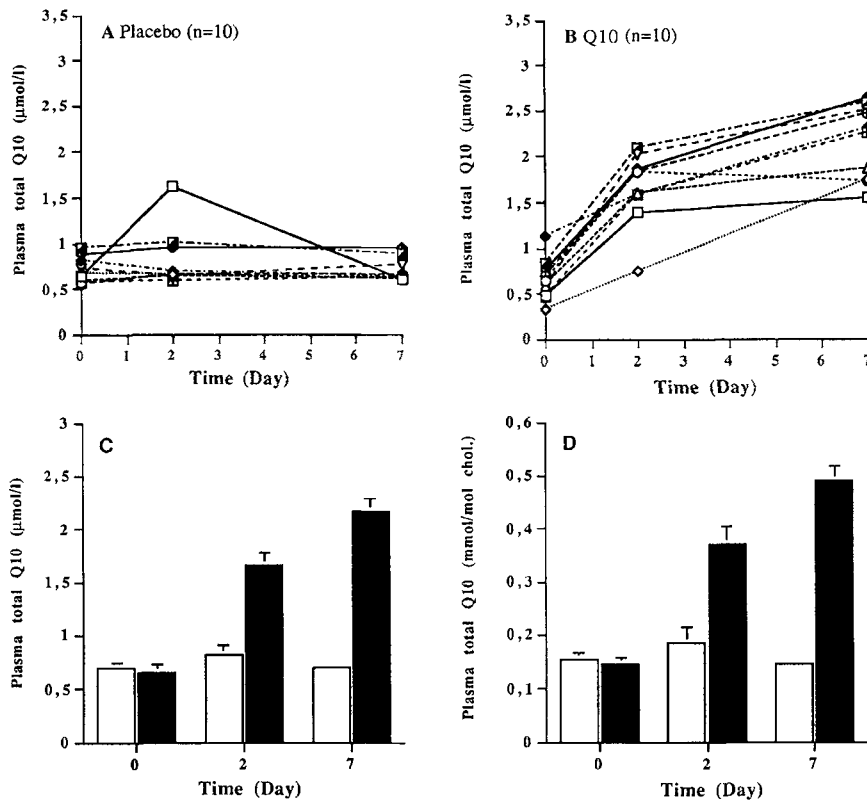 A Placebo (n=10)
Plasma total Q10 (µmol/l)
3,5
3
2,5
2
1,5
1
0,5
0
0 1 2 3 4 5 6 7
Time (Day)
B Q10 (n=10)
Plasma total Q10 (µmol/l)
3,5
3
2,5
2
1,5
1
0,5
0
0 1 2 3 4 5 6 7
Time (Day)
C
Plasma total Q10 (µmol/l)
3
2,5
2
1,5
1
0,5
0
0 2 7
Time (Day)
D
Plasma total Q10 (mmol/mol chol.)
0,6
0,5
0,4
0,3
0,2
0,1
0
0 2 7
Time (Day)